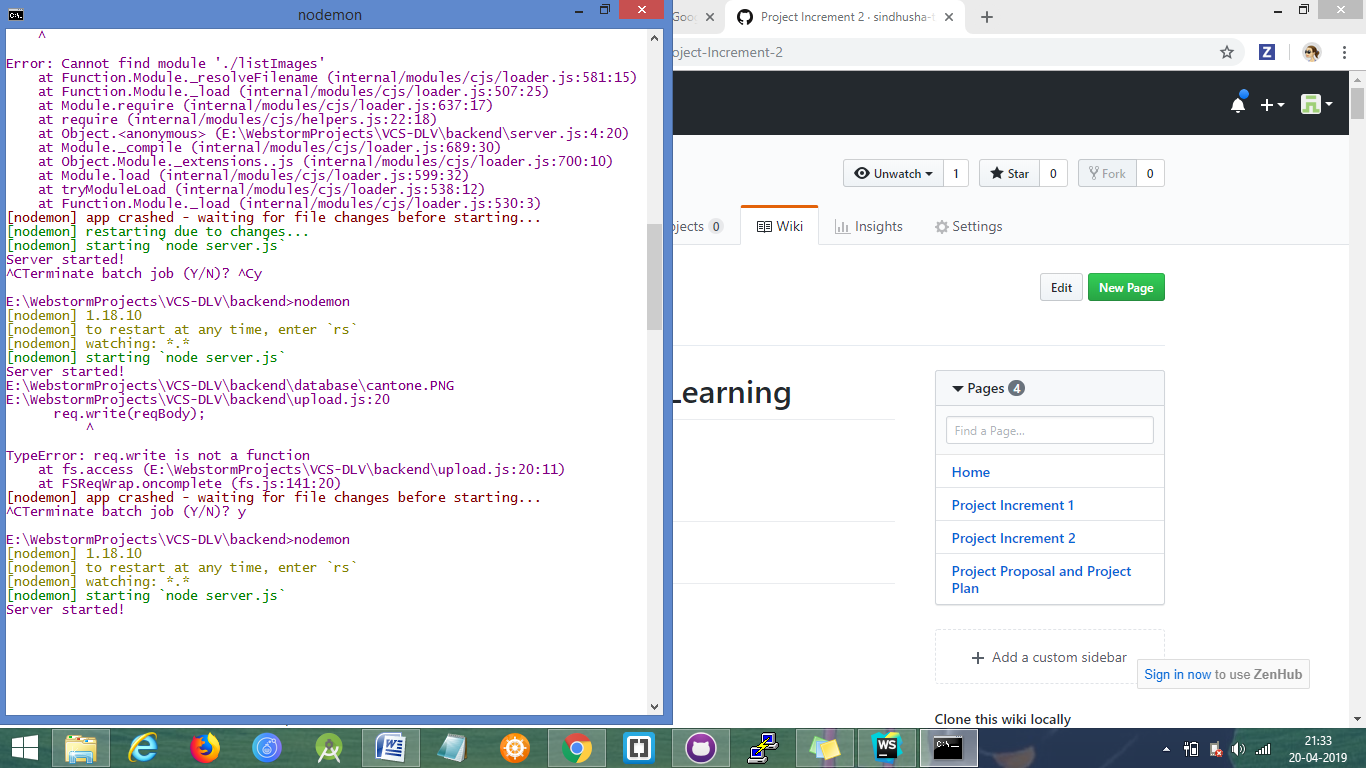 nodemon
^
Error: Cannot find module './listImages'
at Function.Module._resolveFilename (internal/modules/cjs/loader.js:581:15)
at Function.Module._load (internal/modules/cjs/loader.js:507:25)
at Module.require (internal/modules/cjs/loader.js:637:17)
at require (internal/modules/cjs/helpers.js:22:18)
at Object.<anonymous> (E:\WebstormProjects\VCS-DLV\backend\server.js:4:20)
at Module._compile (internal/modules/cjs/loader.js:689:30)
at Object.Module._extensions..js (internal/modules/cjs/loader.js:700:10)
at Module.load (internal/modules/cjs/loader.js:599:32)
at tryModuleLoad (internal/modules/cjs/loader.js:538:12)
at Function.Module._load (internal/modules/cjs/loader.js:530:3)
[nodemon] app crashed - waiting for file changes before starting...
[nodemon] restarting due to changes...
[nodemon] starting `node server.js`
Server started!
^CTerminate batch job (Y/N)? ^Cy
E:\WebstormProjects\VCS-DLV\backend>nodemon
[nodemon] 1.18.10
[nodemon] to restart at any time, enter `rs`
[nodemon] watching: *.*
[nodemon] starting `node server.js`
Server started!
E:\WebstormProjects\VCS-DLV\backend\database\cantone.PNG
E:\WebstormProjects\VCS-DLV\backend\upload.js:20
req.write(reqBody);
^
TypeError: req.write is not a function
at fs.access (E:\WebstormProjects\VCS-DLV\backend\upload.js:20:11)
at FSReqWrap.oncomplete (fs.js:141:20)
[nodemon] app crashed - waiting for file changes before starting...
^CTerminate batch job (Y/N)? y
E:\WebstormProjects\VCS-DLV\backend>nodemon
[nodemon] 1.18.10
[nodemon] to restart at any time, enter `rs`
[nodemon] watching: *.*
[nodemon] starting `node server.js`
Server started!
Goo
Project Increment 2 · sindhusha-
oject-Increment-2
Z
Unwatch 1 Star 0 Fork 0
ojects 0 Wiki Insights Settings
Edit New Page
Learning
Pages 4
Find a Page...
Home
Project Increment 1
Project Increment 2
Project Proposal and Project
Plan
+ Add a custom sidebar
Sign in now to use ZenHub
Clone this wiki locally
WS
21:33
20-04-2019